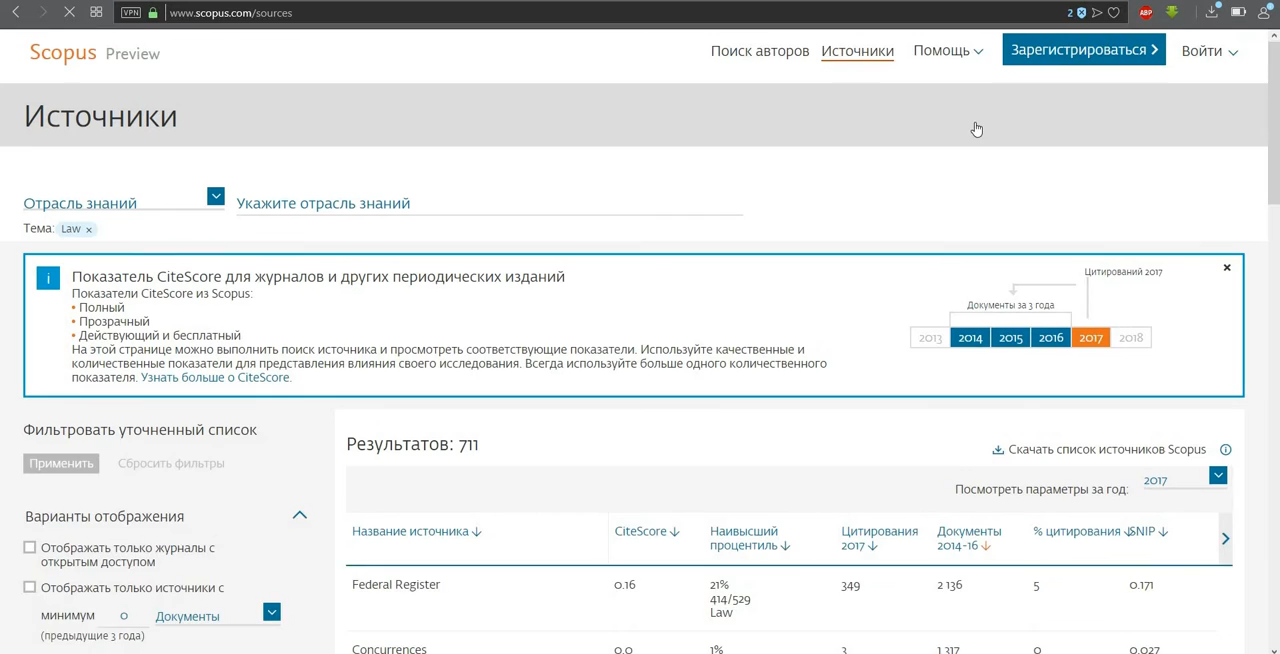 VPN www.scopus.com/sources 2 ABP
Scopus Preview Поиск авторов Источники Помощь Зарегистрироваться Войти
Источники
Отрасль знаний Укажите отрасль знаний
Тема: Law ×
i Показатель CiteScore для журналов и других периодических изданий
Показатели CiteScore из Scopus:
• Полный
• Прозрачный
• Действующий и бесплатный
На этой странице можно выполнить поиск источника и просмотреть соответствующие показатели. Используйте качественные и
количественные показатели для представления влияния своего исследования. Всегда используйте больше одного количественного
показателя. Узнать больше о CiteScore.
Цитирований 2017
Документы за 3 года
2013 2014 2015 2016 2017 2018
Фильтровать уточненный список
Применить Сбросить фильтры
Варианты отображения
Отображать только журналы с
открытым доступом
Отображать только источники с
минимум 0 Документы
(предыдущие 3 года)
Результатов: 711
Скачать список источников Scopus
Посмотреть параметры за год: 2017
Название источника CiteScore Наивысший процентиль Цитирования 2017 Документы 2014-16 % цитирования SNIP
Federal Register 0.16 21% 349 2 136 5 0.171
414/529
Law
Concurrences 0.0 1% 3 1 317 0 0.027